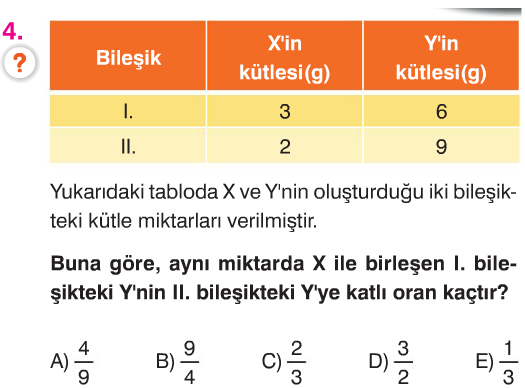 4.
?
Bileşik X'in kütlesi(g) Y'nin kütlesi(g)
I. 3 6
II. 2 9
Yukarıdaki tabloda X ve Y'nin oluşturduğu iki bileşik-
teki kütle miktarları verilmiştir.
Buna göre, aynı miktarda X ile birleşen I. bile-
şikteki Y'nin II. bileşikteki Y'ye katlı oran kaçtır?
A) 4/9 B) 9/4 C) 2/3 D) 3/2 E) 1/3